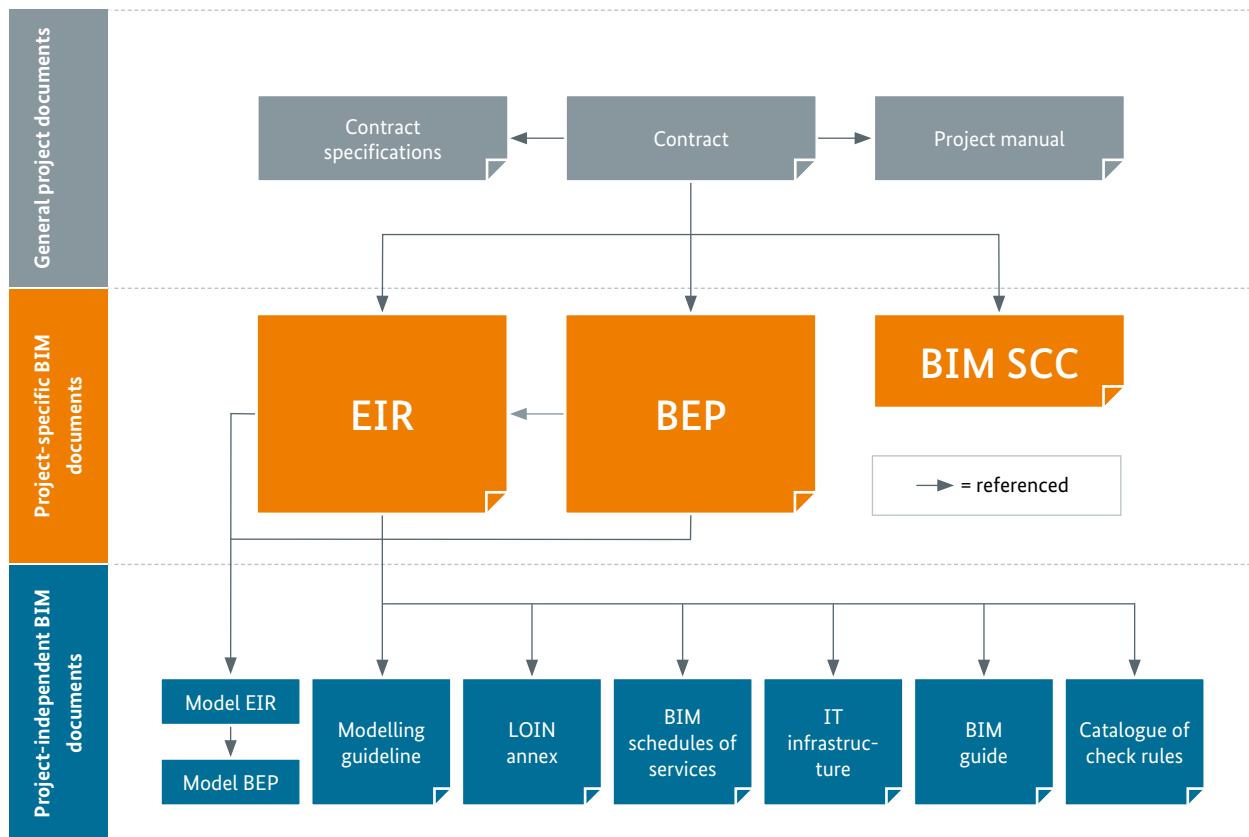 General project documents
Contract
specifications
Contract
Project manual
Project-specific BIM
documents
EIR
BEP
BIM SCC
= referenced
Project-independent BIM
documents
Model EIR
Model BEP
Modelling
guideline
LOIN
annex
BIM
schedules of
services
IT
infrastruc-
ture
BIM
guide
Catalogue of
check rules